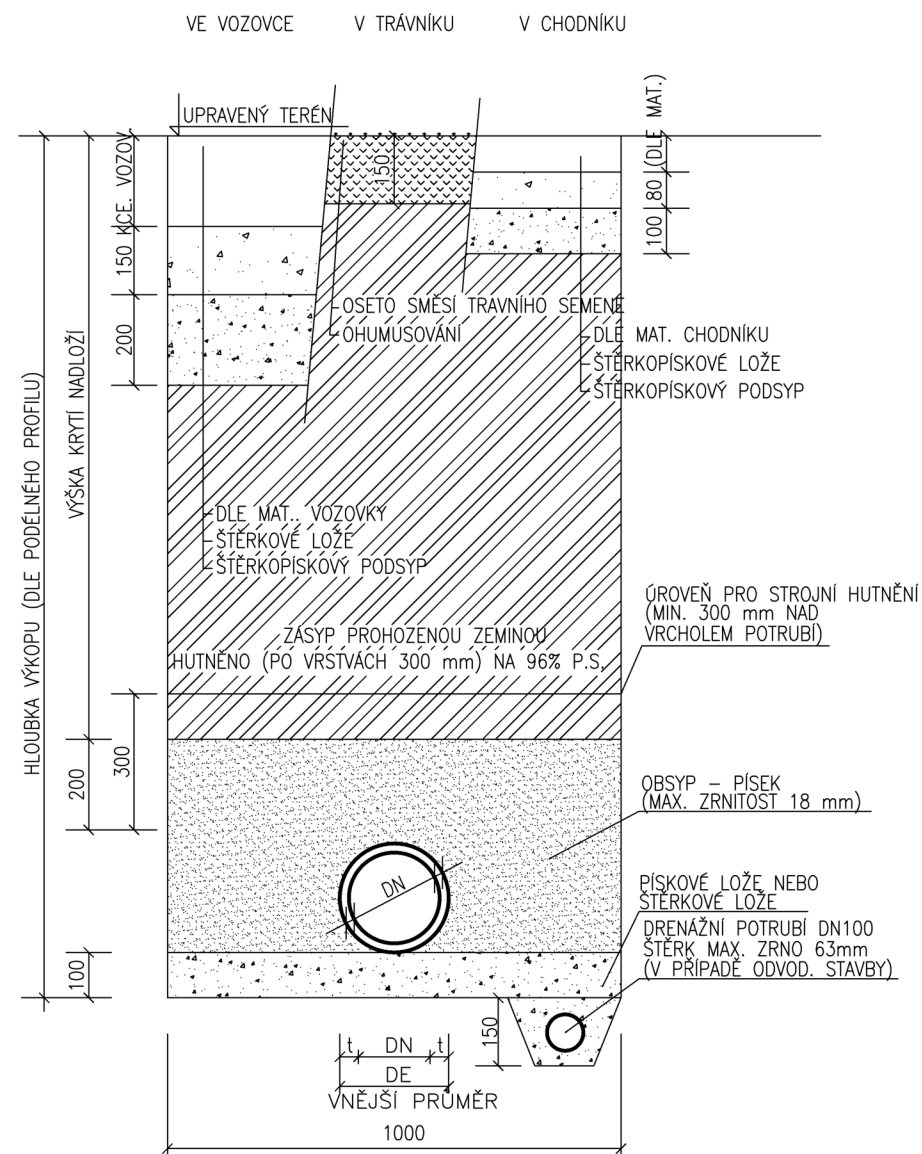 VE VOZOVCE
V TRÁVNÍKU
V CHODNÍKU
UPRAVENÝ TERÉN
KCE. VOZOV.
150
200
150
(DLE MAT.)
80
100
OSETO SMĚSÍ TRAVNÍHO SEMENE
OHUMUSOVÁNÍ
DLE MAT. CHODNÍKU
ŠTĚRKOPÍSKOVÉ LOŽE
ŠTĚRKOPÍSKOVÝ PODSYP
HLOUBKA VÝKOPU (DLE PODÉLNÉHO PROFILU)
VÝŠKA KRYTÍ NADLOŽÍ
DLE MAT.. VOZOVKY
ŠTĚRKOVÉ LOŽE
ŠTĚRKOPÍSKOVÝ PODSYP
ZÁSYP PROHOZENOU ZEMINOU
HUTNĚNO (PO VRSTVÁCH 300 mm) NA 96% P.S.
ÚROVEŇ PRO STROJNÍ HUTNĚNÍ
(MIN. 300 mm NAD
VRCHOLEM POTRUBÍ)
200
300
OBSYP – PÍSEK
(MAX. ZRNITOST 18 mm)
DN
PÍSKOVÉ LOŽE NEBO
ŠTĚRKOVÉ LOŽE
DRENÁŽNÍ POTRUBÍ DN100
ŠTĚRK MAX. ZRNO 63mm
(V PŘÍPADĚ ODVOD. STAVBY)
100
150
t DN t
DE
VNĚJŠÍ PRŮMĚR
1000